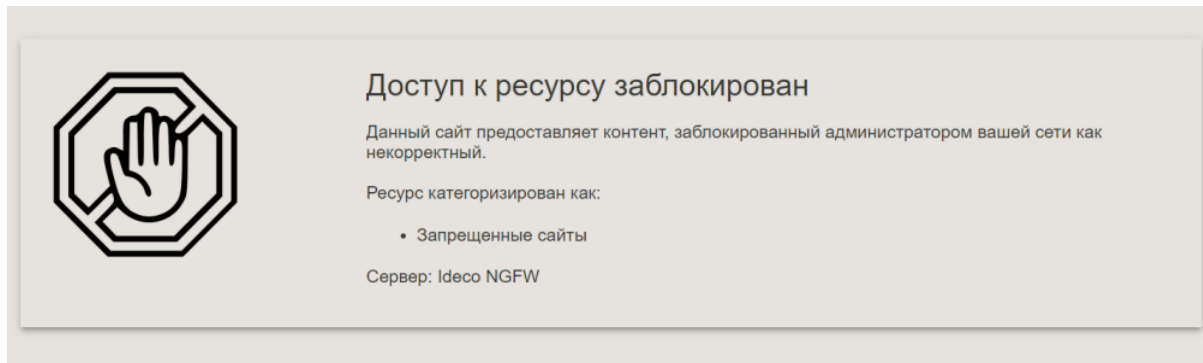 Доступ к ресурсу заблокирован
Данный сайт предоставляет контент, заблокированный администратором вашей сети как
некорректный.
Ресурс категоризирован как:
• Запрещенные сайты
Сервер: Ideco NGFW